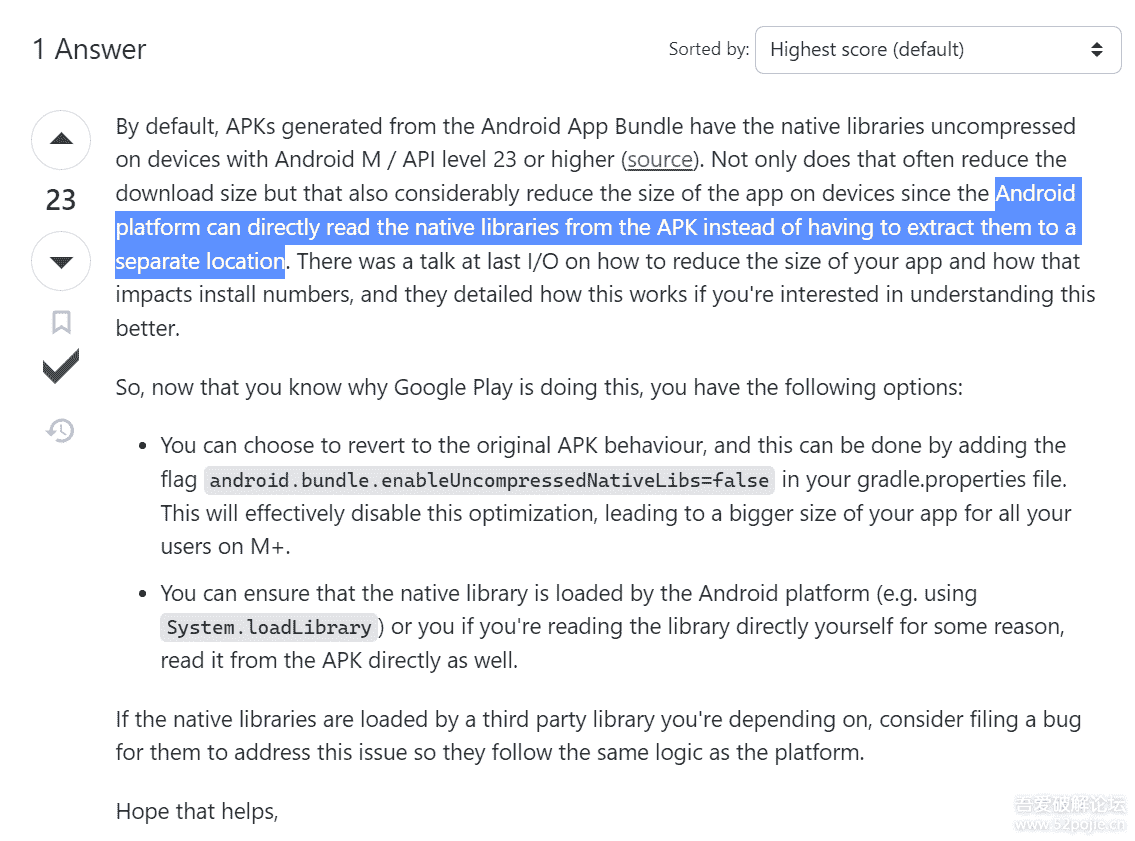 1 Answer
Sorted by:
Highest score (default)
By default, APKs generated from the Android App Bundle have the native libraries uncompressed
on devices with Android M / API level 23 or higher (source). Not only does that often reduce the
download size but that also considerably reduce the size of the app on devices since the Android
23
platform can directly read the native libraries from the APK instead of having to extract them to a
separate location. There was a talk at last I/O on how to reduce the size of your app and how that
impacts install numbers, and they detailed how this works if you're interested in understanding this
better.
So, now that you know why Google Play is doing this, you have the following options:
• You can choose to revert to the original APK behaviour, and this can be done by adding the
flag android.bundle.enableUncompressedNativeLibs=false in your gradle.properties file.
This will effectively disable this optimization, leading to a bigger size of your app for all your
users on M+.
• You can ensure that the native library is loaded by the Android platform (e.g. using
System.loadLibrary) or you if you're reading the library directly yourself for some reason,
read it from the APK directly as well.
If the native libraries are loaded by a third party library you're depending on, consider filing a bug
for them to address this issue so they follow the same logic as the platform.
Hope that helps,
吾爱破解论坛
www.52pojie.cn